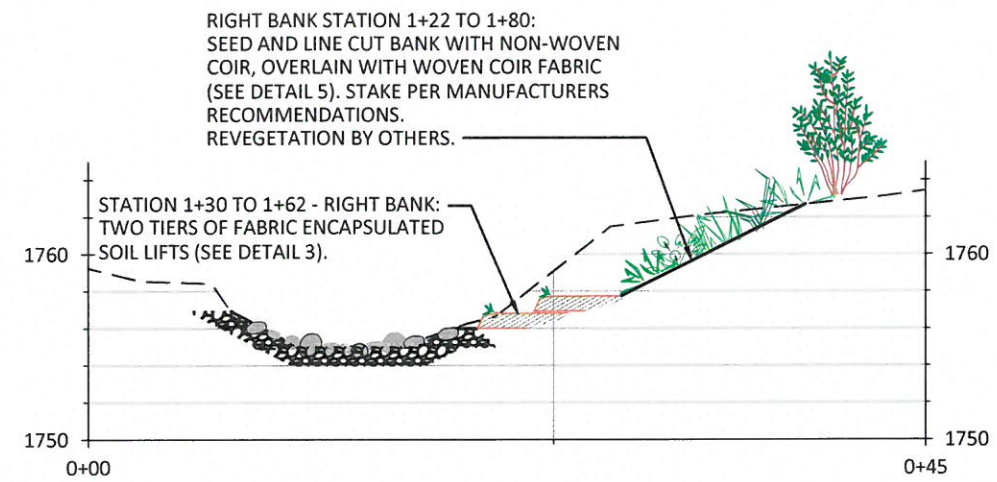 RIGHT BANK STATION 1+22 TO 1+80:
SEED AND LINE CUT BANK WITH NON-WOVEN
COIR, OVERLAIN WITH WOVEN COIR FABRIC
(SEE DETAIL 5). STAKE PER MANUFACTURERS
RECOMMENDATIONS.
REVEGETATION BY OTHERS.
STATION 1+30 TO 1+62 - RIGHT BANK:
TWO TIERS OF FABRIC ENCAPSULATED
SOIL LIFTS (SEE DETAIL 3).
1760
1760
1750
1750
0+00
0+45